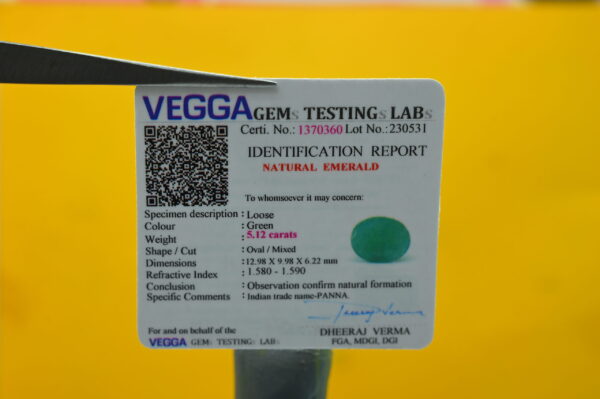 VEGGA GEMs TESTINGs LABs
Certi. No.: 1370360 Lot No.:230531
IDENTIFICATION REPORT
NATURAL EMERALD
To whomsoever it may concern:
Specimen description : Loose
Colour : Green
Weight : 5.12 carats
Shape / Cut : Oval / Mixed
Dimensions : 12.98 X 9.98 X 6.22 mm
Refractive Index : 1.580 - 1.590
Conclusion : Observation confirm natural formation
Specific Comments : Indian trade name-PANNA.
For and on behalf of the
VEGGA GEMs TESTINGs LABs
DHEERAJ VERMA
FGA, MDGI, DGI